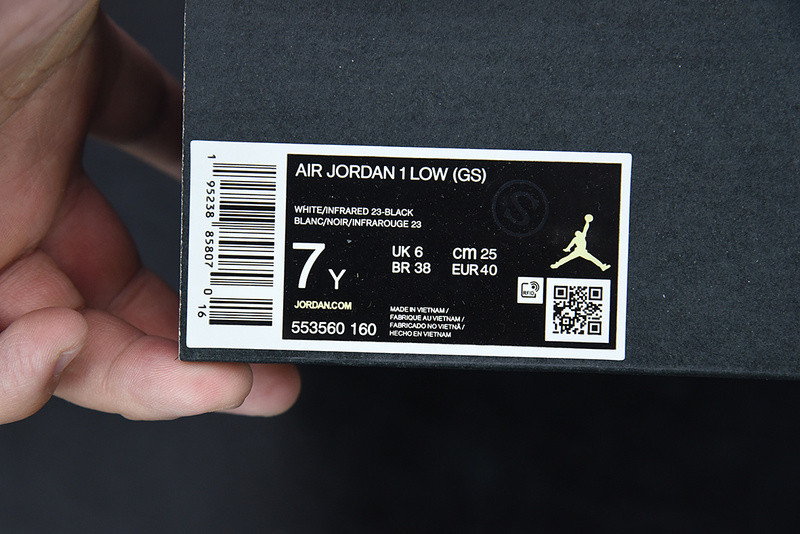 AIR JORDAN 1 LOW (GS)
WHITE/INFRARED 23-BLACK
BLANC/NOIR/INFRAROUGE 23
7 Y
UK 6 cm 25
BR 38 EUR 40
JORDAN.COM
553560 160
MADE IN VIETNAM /
FABRIQUE AU VIETNAM /
FABRICADO NO VIETNÃ /
HECHO EN VIETNAM
RFID
S
1 95238 85807 0 16